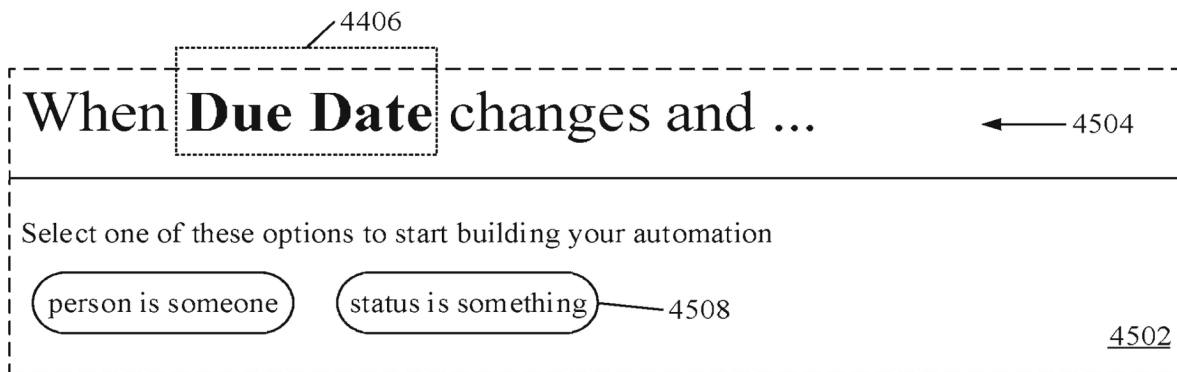 4406
When Due Date changes and ...
4504
Select one of these options to start building your automation
person is someone
status is something
4508
4502